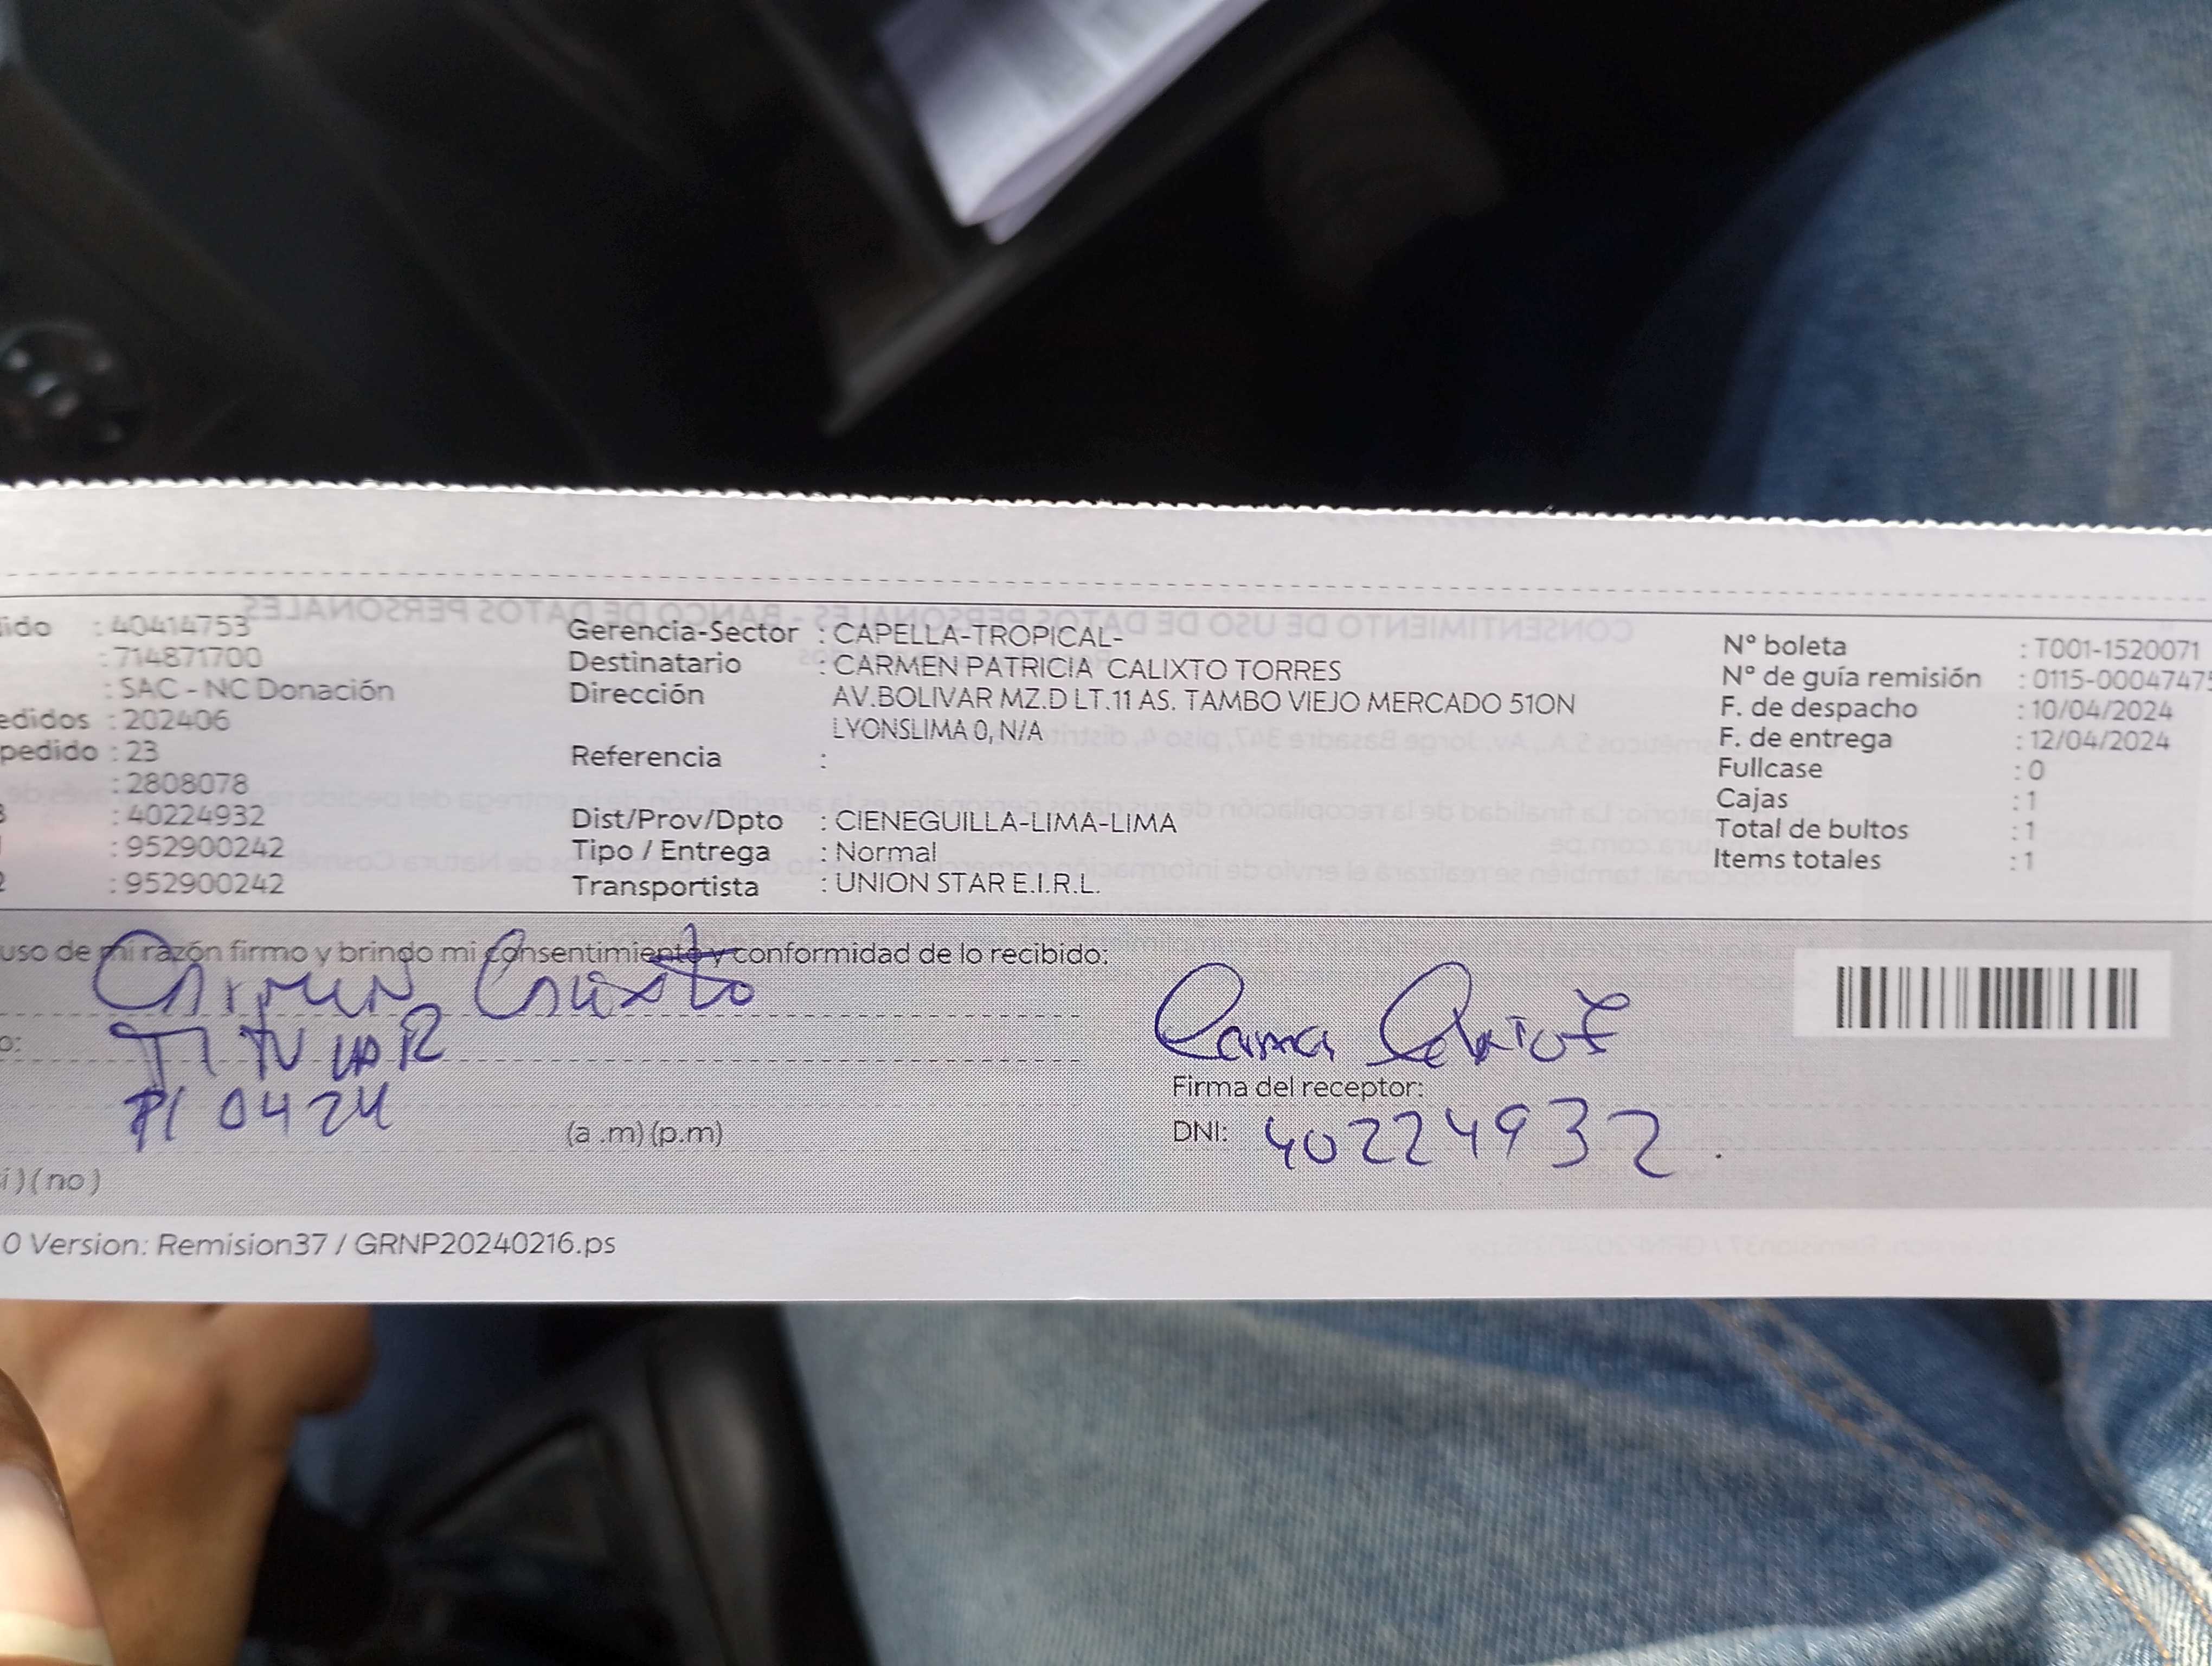 ido : 40414753
: 714871700
: SAC - NC Donación
edidos : 202406
pedido : 23
: 2808078
: 40224932
: 952900242
2 : 952900242
Gerencia-Sector : CAPELLA-TROPICAL-
Destinatario : CARMEN PATRICIA CALIXTO TORRES
Dirección AV.BOLIVAR MZ.D LT.11 AS. TAMBO VIEJO MERCADO 51ON
LYONSLIMA 0, N/A
Referencia :
Dist/Prov/Dpto : CIENEGUILLA-LIMA-LIMA
Tipo / Entrega : Normal
Transportista : UNION STAR E.I.R.L.
Nº boleta : T001-1520071
Nº de guía remisión : 0115-00047475
F. de despacho : 10/04/2024
F. de entrega : 12/04/2024
Fullcase : 0
Cajas : 1
Total de bultos : 1
Items totales : 1
uso de mi razón firmo y brindo mi consentimiento y conformidad de lo recibido:
Carmen Calixto
o: TITULAR
0424 (a .m) (p.m)
í ) ( no )
Firma del receptor:
DNI: 40224932
0 Version: Remision37 / GRNP20240216.ps